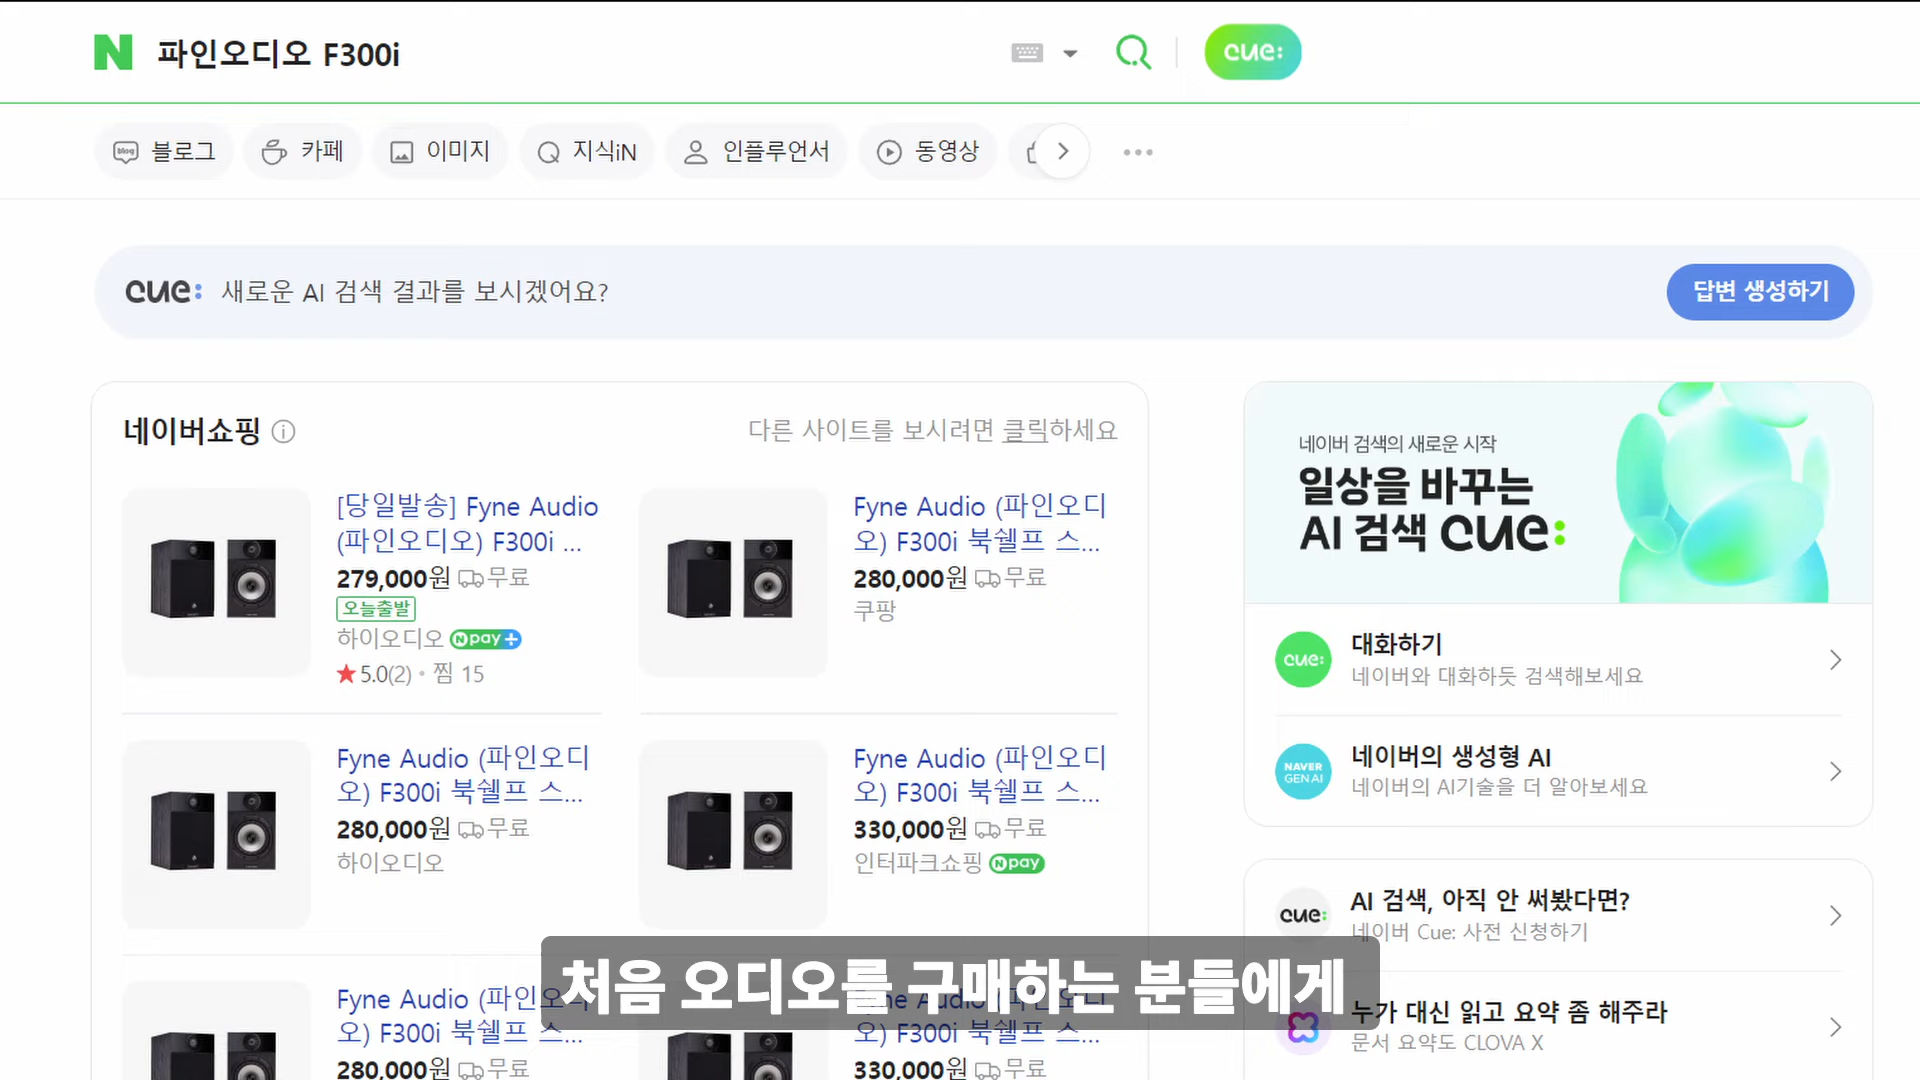 N 파인오디오 F300i
cue:
블로그 카페 이미지 지식iN 인플루언서 동영상
cue: 새로운 AI 검색 결과를 보시겠어요?
답변 생성하기
네이버쇼핑
다른 사이트를 보시려면 클릭하세요
[당일발송] Fyne Audio
(파인오디오) F300i ...
279,000원 무료
오늘출발
하이오디오 N pay +
★ 5.0(2) • 찜 15
Fyne Audio (파인오디
오) F300i 북쉘프 스...
280,000원 무료
쿠팡
Fyne Audio (파인오디
오) F300i 북쉘프 스...
280,000원 무료
하이오디오
Fyne Audio (파인오디
오) F300i 북쉘프 스...
330,000원 무료
인터파크쇼핑 N pay
Fyne Audio (파인오
오) F300i 북쉘프 스...
280,000원 무료
오) F300i 북쉘프 스...
330,000원 무료
네이버 검색의 새로운 시작
일상을 바꾸는
AI 검색 cue:
cue: 대화하기
네이버와 대화하듯 검색해보세요
NAVER GEN AI
네이버의 생성형 AI
네이버의 AI기술을 더 알아보세요
cue: AI 검색, 아직 안 써봤다면?
네이버 Cue: 사전 신청하기
누가 대신 읽고 요약 좀 해주라
문서 요약도 CLOVA X
처음 오디오를 구매하는 분들에게